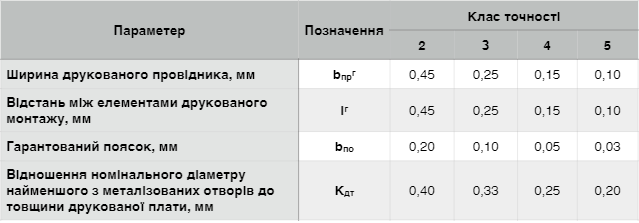 Параметр Позначення Клас точності
2 3 4 5
Ширина друкованого провідника, мм bпрг 0,45 0,25 0,15 0,10
Відстань між елементами друкованого
монтажу, мм lг 0,45 0,25 0,15 0,10
Гарантований поясок, мм bпо 0,20 0,10 0,05 0,03
Відношення номінального діаметру
найменшого з металізованих отворів до
товщини друкованої плати, мм Kдт 0,40 0,33 0,25 0,20